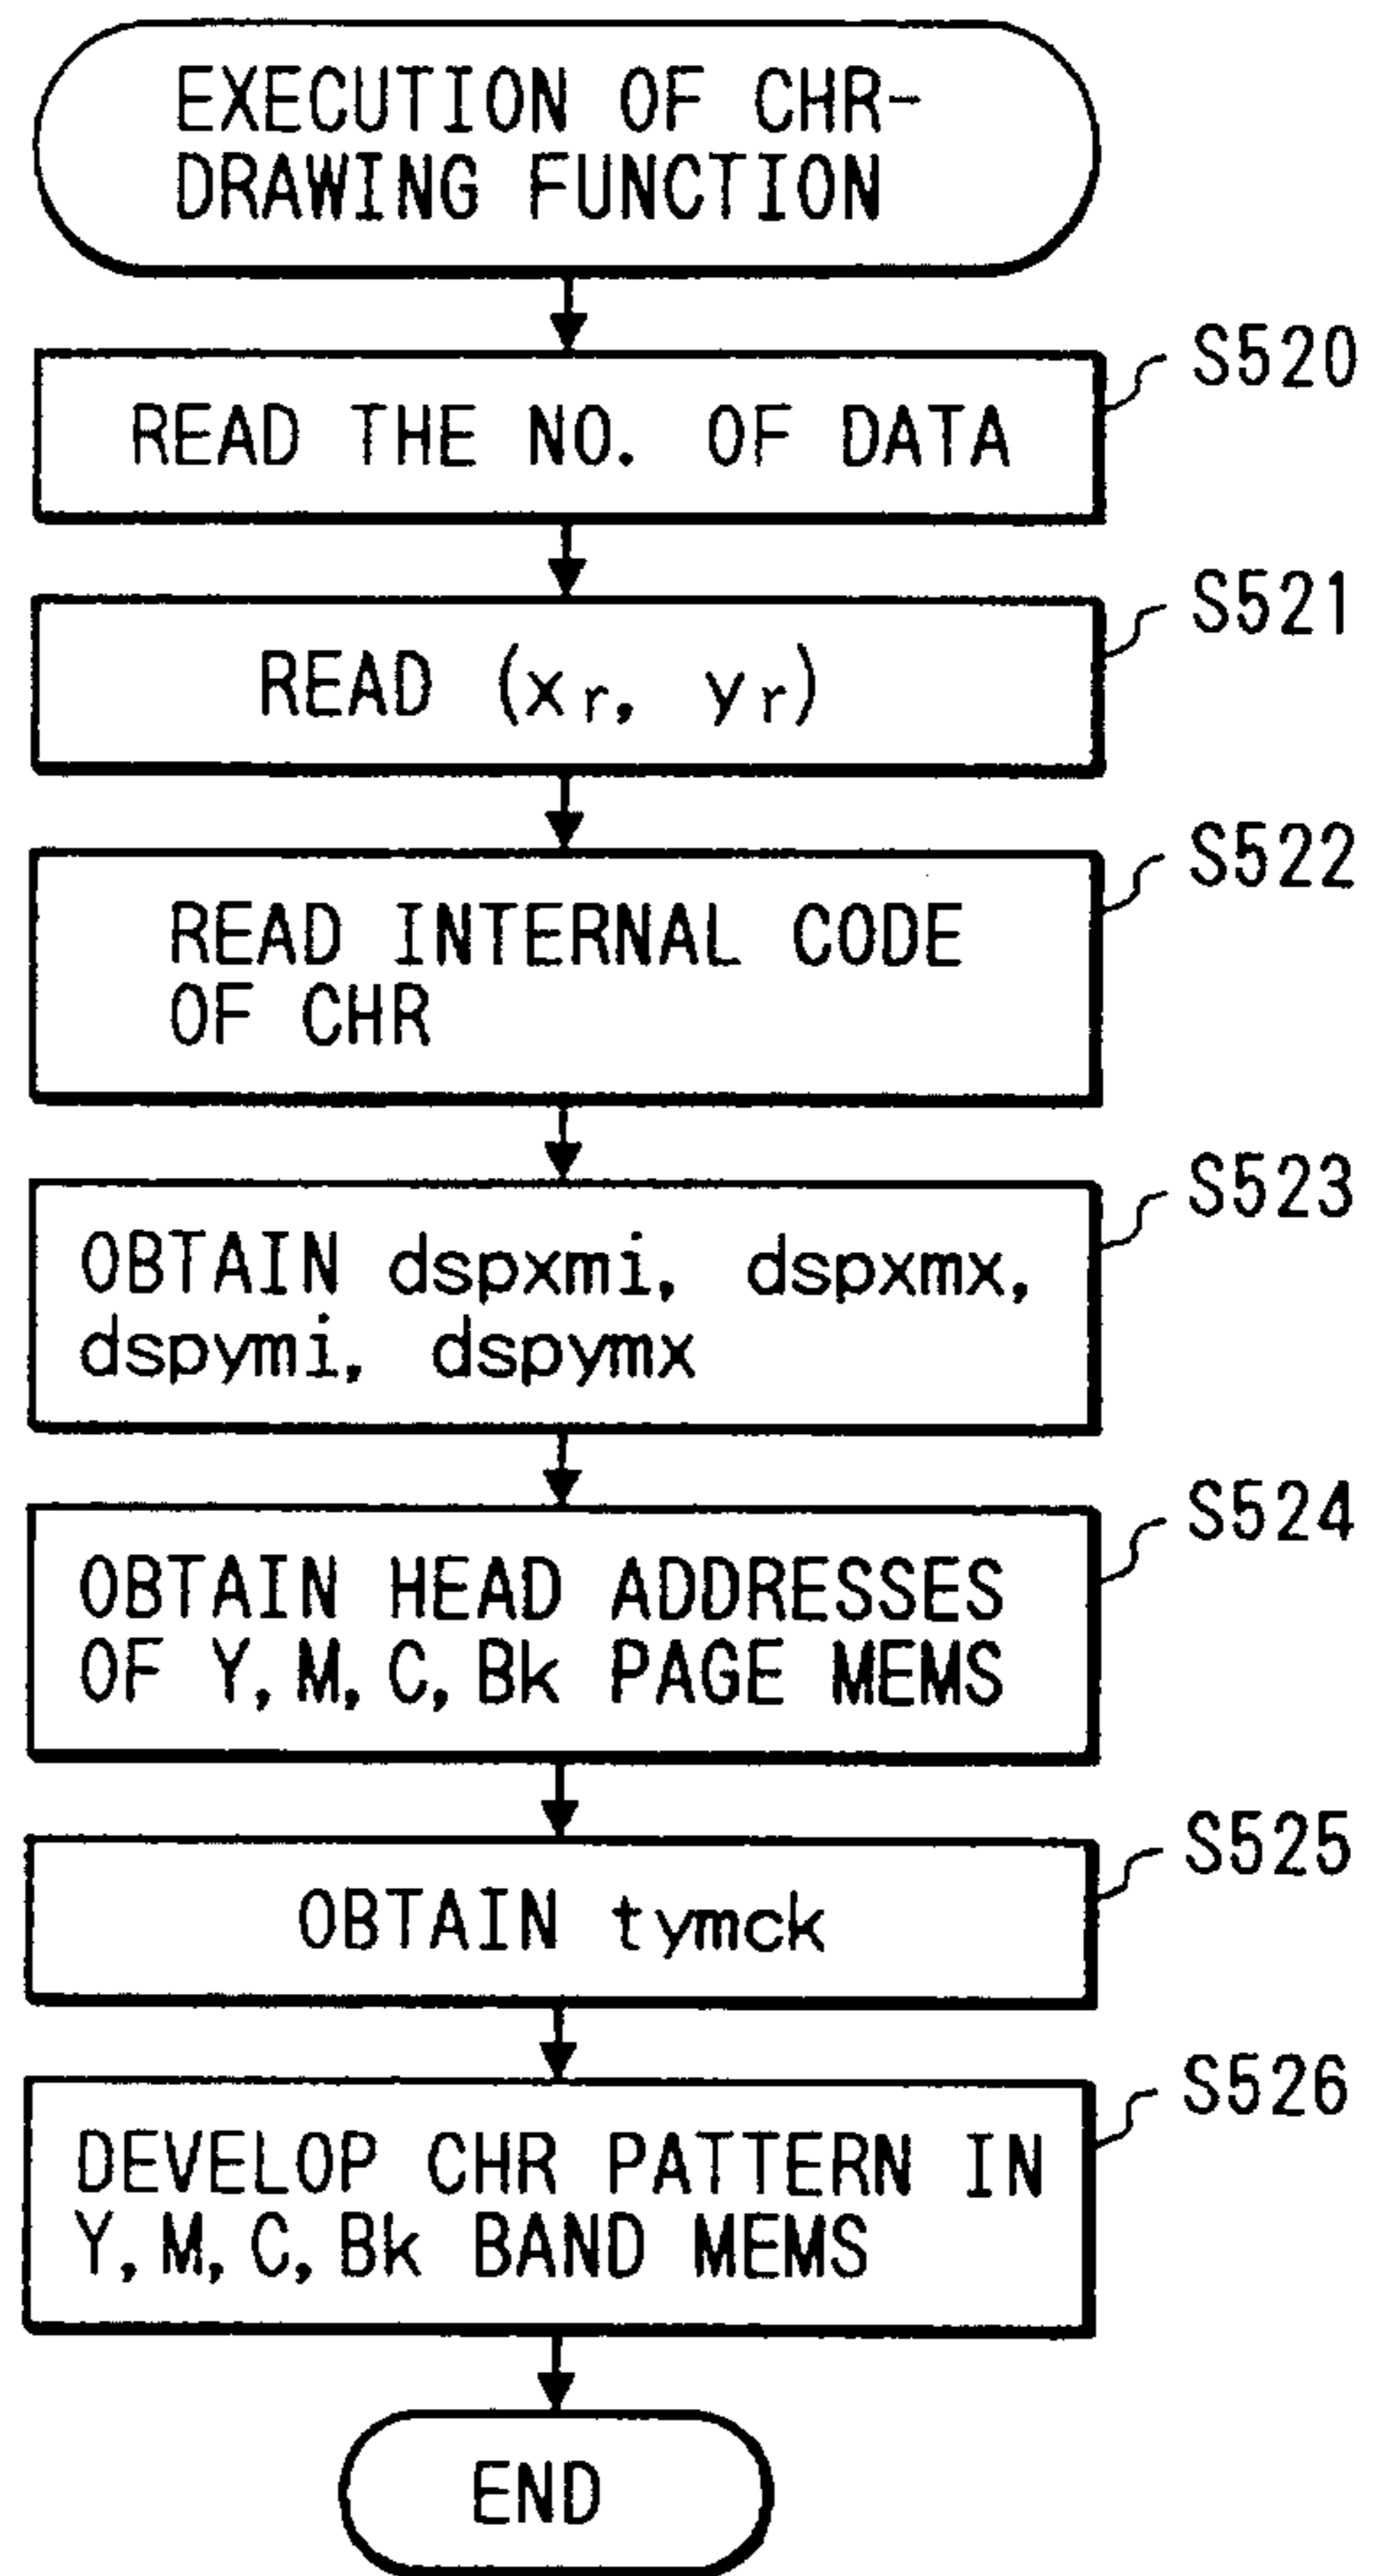 EXECUTION OF CHR-
DRAWING FUNCTION
S520
READ THE NO. OF DATA
S521
READ (xr, yr)
S522
READ INTERNAL CODE
OF CHR
S523
OBTAIN dspxmi, dspxmx,
dspymi, dspymx
S524
OBTAIN HEAD ADDRESSES
OF Y, M, C, Bk PAGE MEMS
S525
OBTAIN tymck
S526
DEVELOP CHR PATTERN IN
Y, M, C, Bk BAND MEMS
END